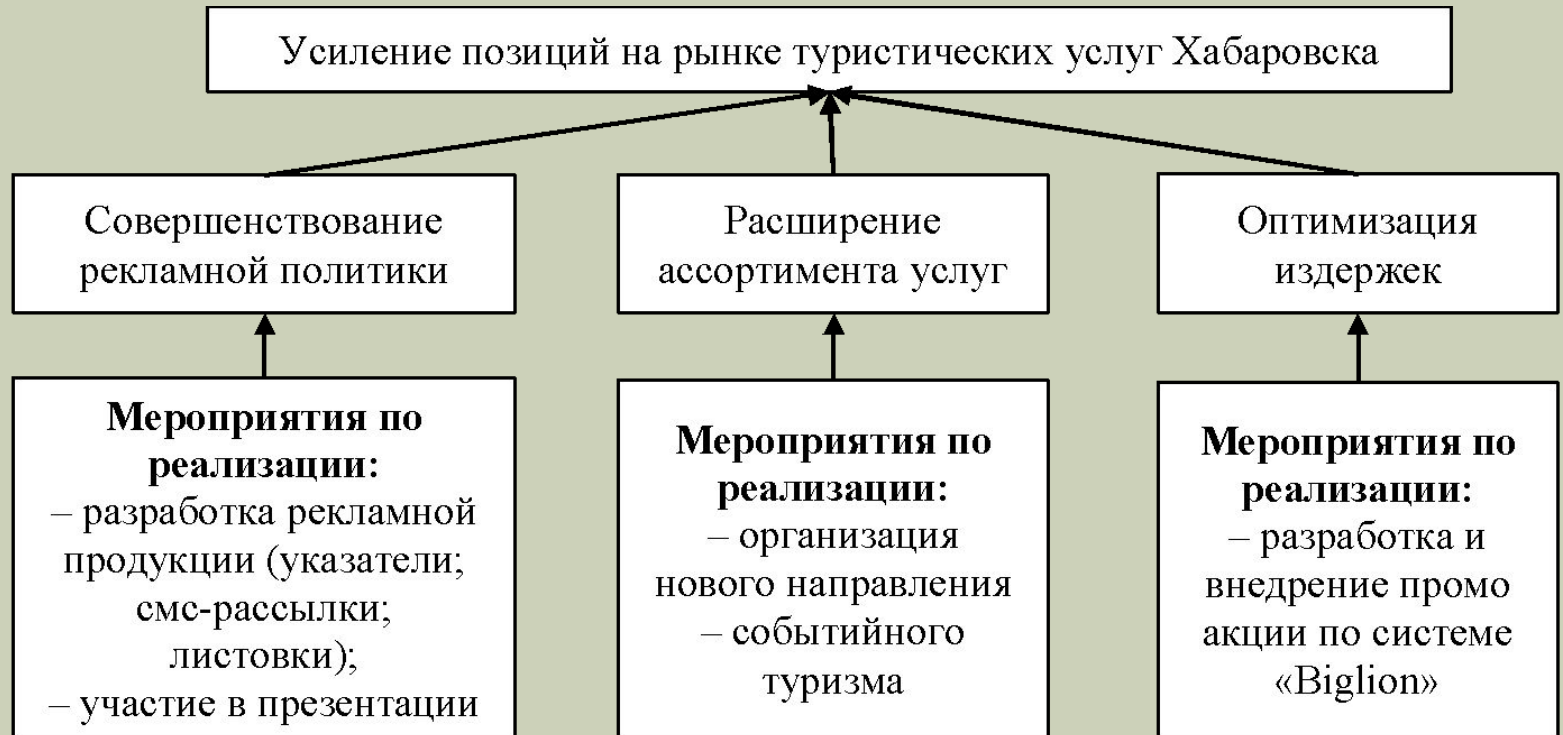 Усиление позиций на рынке туристических услуг Хабаровска
Совершенствование
рекламной политики
Расширение
ассортимента услуг
Оптимизация
издержек
Мероприятия по
реализации:
– разработка рекламной
продукции (указатели;
смс-рассылки;
листовки);
– участие в презентации
Мероприятия по
реализации:
– организация
нового направления
– событийного
туризма
Мероприятия по
реализации:
– разработка и
внедрение промо
акции по системе
«Biglion»